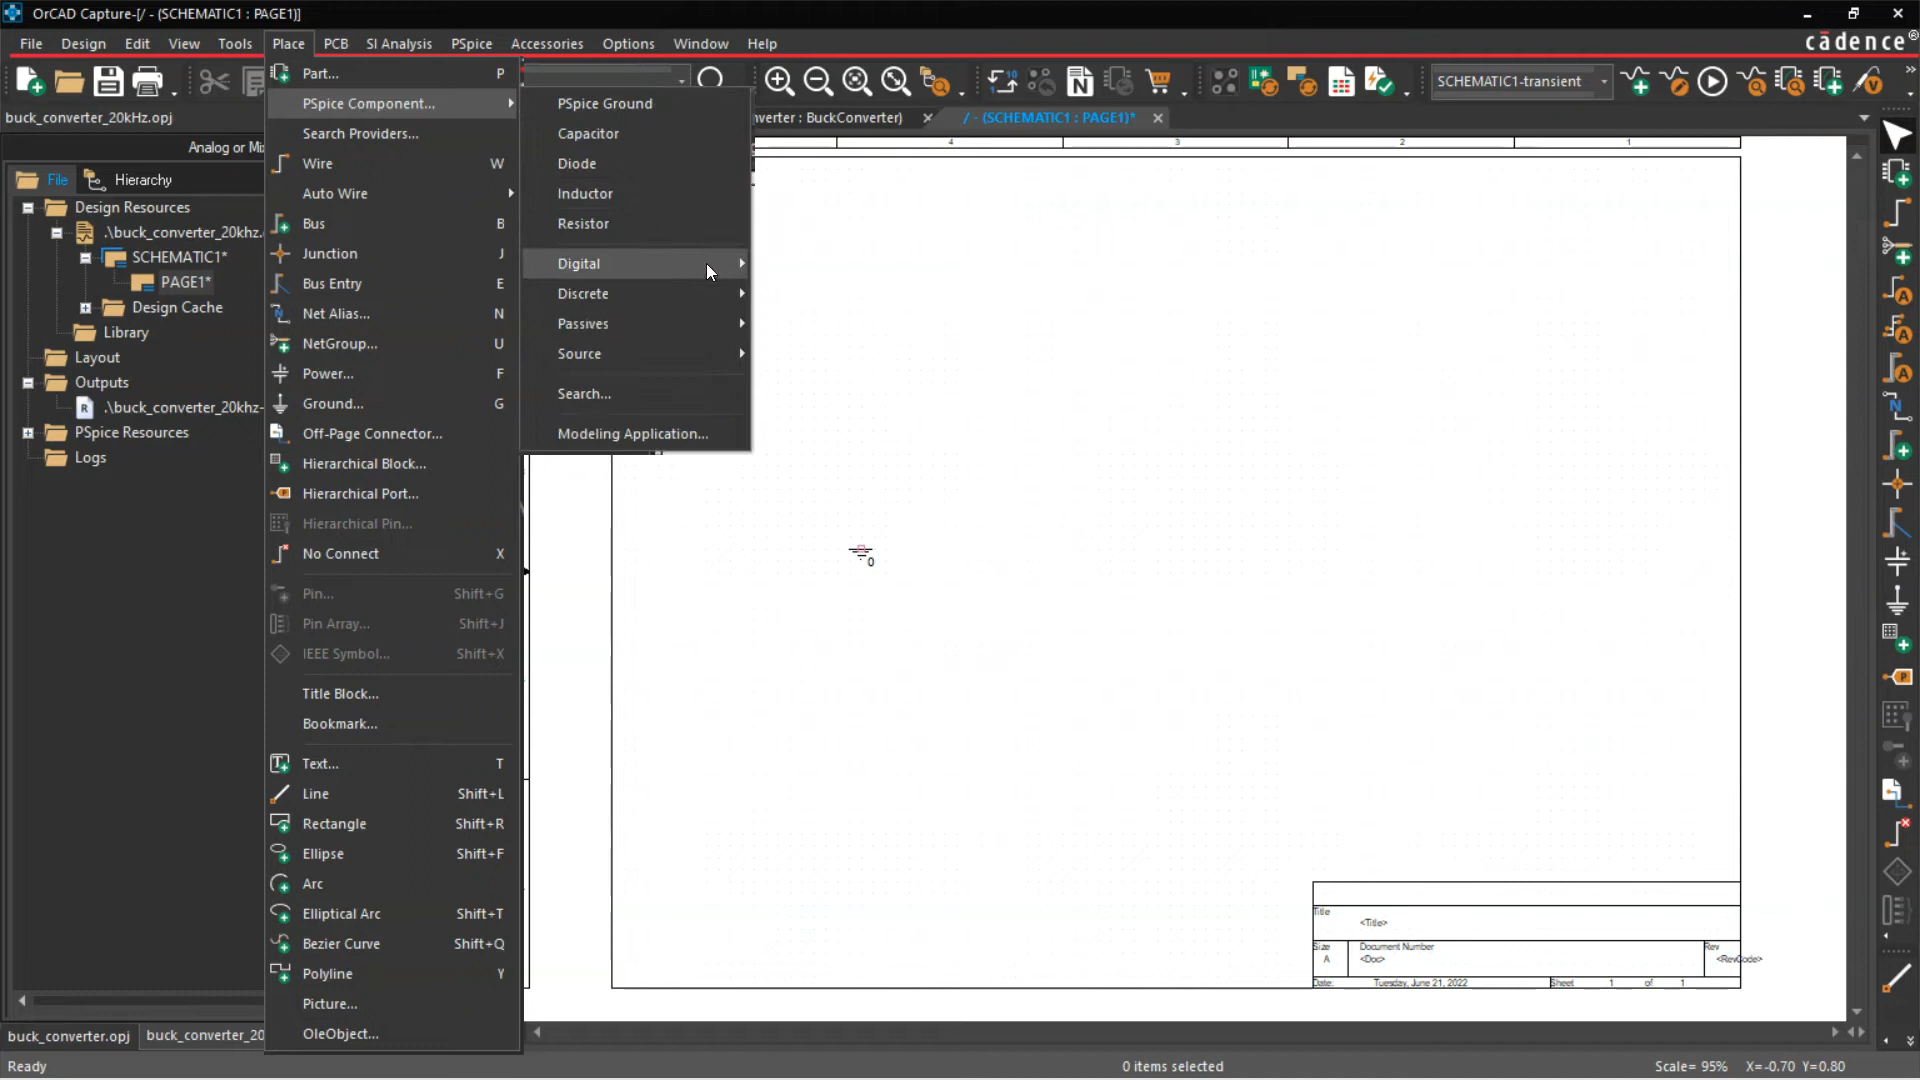 OrCAD Capture-[/ - (SCHEMATIC1 : PAGE1)]
File Design Edit View Tools Place PCB SI Analysis PSpice Accessories Options Window Help
cādence®
SCHEMATIC1-transient
buck_converter_20kHz.opj
nverter : BuckConverter)
/ - (SCHEMATIC1 : PAGE1)*
Analog or Mi
File
Hierarchy
Design Resources
.\buck_converter_20khz.
SCHEMATIC1*
PAGE1*
Design Cache
Library
Layout
Outputs
.\buck_converter_20khz-
PSpice Resources
Logs
Part... P
PSpice Component...
Search Providers...
Wire W
Auto Wire
Bus B
Junction J
Bus Entry E
Net Alias... N
NetGroup... U
Power... F
Ground... G
Off-Page Connector...
Hierarchical Block...
Hierarchical Port...
Hierarchical Pin...
No Connect X
Pin... Shift+G
Pin Array... Shift+J
IEEE Symbol... Shift+X
Title Block...
Bookmark...
Text... T
Line Shift+L
Rectangle Shift+R
Ellipse Shift+F
Arc
Elliptical Arc Shift+T
Bezier Curve Shift+Q
Polyline Y
Picture...
OleObject...
PSpice Ground
Capacitor
Diode
Inductor
Resistor
Digital
Discrete
Passives
Source
Search...
Modeling Application...
4 3 2 1
0
Title
<Title>
Size
A
Document Number
<Doc>
Rev
<RevCode>
Date:
Tuesday, June 21, 2022
Sheet 1 of 1
buck_converter.opj
buck_converter_20
Ready
0 items selected
Scale= 95% X=-0.70 Y=0.80